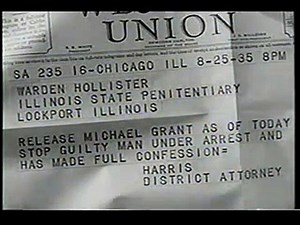 UNION
SA 235 16-CHICAGO ILL 8-25-35 8PM
WARDEN HOLLISTER
ILLINOIS STATE PENITENTIARY
LOCKPORT ILLINOIS
RELEASE MICHAEL GRANT AS OF TODAY
STOP GUILTY MAN UNDER ARREST AND
HAS MADE FULL CONFESSION=
HARRIS
DISTRICT ATTORNEY